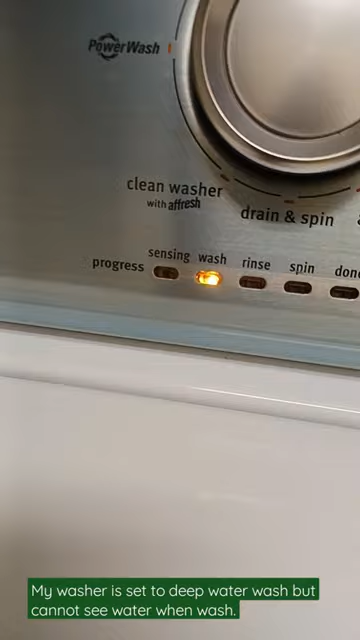 PowerWash
clean washer
with affresh
drain & spin
progress sensing wash rinse spin
My washer is set to deep water wash but
cannot see water when wash.